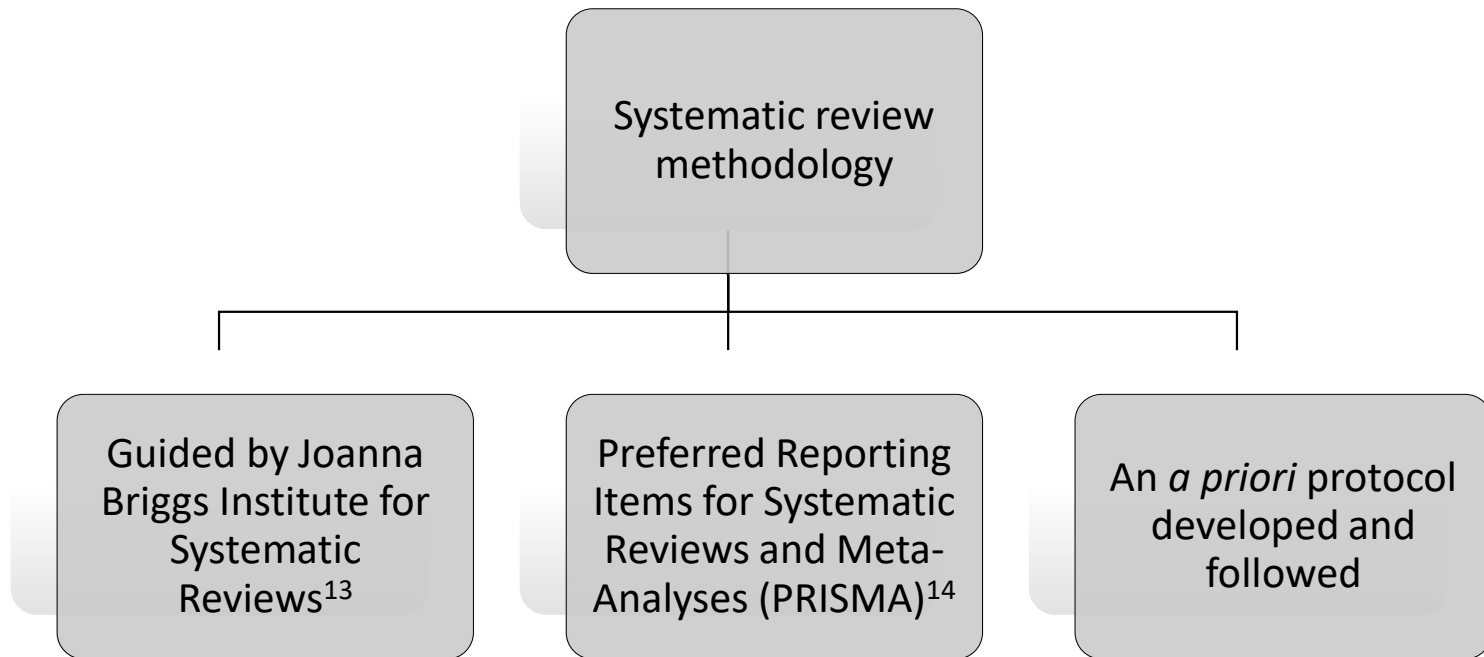 Systematic review
methodology
Guided by Joanna
Briggs Institute for
Systematic
Reviews¹³
Preferred Reporting
Items for Systematic
Reviews and Meta-
Analyses (PRISMA)¹⁴
An a priori protocol
developed and
followed